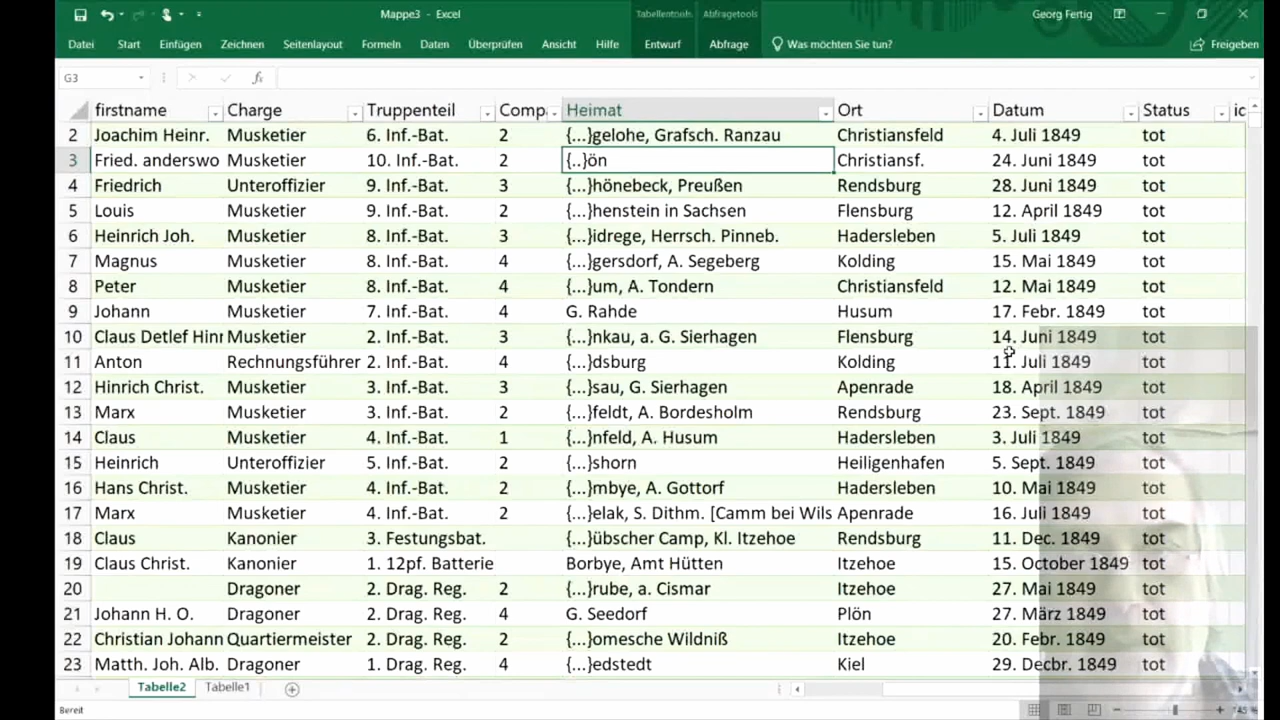 Mappe3 - Excel Tabellentools Abfragetools Georg Fertig
Datei Start Einfügen Zeichnen Seitenlayout Formeln Daten Überprüfen Ansicht Hilfe Entwurf Abfrage Was möchten Sie tun? Freigeben
G3 fx
firstname Charge Truppenteil Comp Heimat Ort Datum Status ic
2 Joachim Heinr. Musketier 6. Inf.-Bat. 2 {...}gelohe, Grafsch. Ranzau Christiansfeld 4. Juli 1849 tot
3 Fried. anderswo Musketier 10. Inf.-Bat. 2 {..}ön Christiansf. 24. Juni 1849 tot
4 Friedrich Unteroffizier 9. Inf.-Bat. 3 {...}hönebeck, Preußen Rendsburg 28. Juni 1849 tot
5 Louis Musketier 9. Inf.-Bat. 2 {...}henstein in Sachsen Flensburg 12. April 1849 tot
6 Heinrich Joh. Musketier 8. Inf.-Bat. 3 {...}idrege, Herrsch. Pinneb. Hadersleben 5. Juli 1849 tot
7 Magnus Musketier 8. Inf.-Bat. 4 {...}gersdorf, A. Segeberg Kolding 15. Mai 1849 tot
8 Peter Musketier 8. Inf.-Bat. 4 {...}um, A. Tondern Christiansfeld 12. Mai 1849 tot
9 Johann Musketier 7. Inf.-Bat. 4 G. Rahde Husum 17. Febr. 1849 tot
10 Claus Detlef Hinr Musketier 2. Inf.-Bat. 3 {...}nkau, a. G. Sierhagen Flensburg 14. Juni 1849 tot
11 Anton Rechnungsführer 2. Inf.-Bat. 4 {...}dsburg Kolding 11. Juli 1849 tot
12 Hinrich Christ. Musketier 3. Inf.-Bat. 3 {...}sau, G. Sierhagen Apenrade 18. April 1849 tot
13 Marx Musketier 3. Inf.-Bat. 2 {...}feldt, A. Bordesholm Rendsburg 23. Sept. 1849 tot
14 Claus Musketier 4. Inf.-Bat. 1 {...}nfeld, A. Husum Hadersleben 3. Juli 1849 tot
15 Heinrich Unteroffizier 5. Inf.-Bat. 2 {...}shorn Heiligenhafen 5. Sept. 1849 tot
16 Hans Christ. Musketier 4. Inf.-Bat. 2 {...}mbye, A. Gottorf Hadersleben 10. Mai 1849 tot
17 Marx Musketier 4. Inf.-Bat. 2 {...}elak, S. Dithm. [Camm bei Wils Apenrade 16. Juli 1849 tot
18 Claus Kanonier 3. Festungsbat. {...}übscher Camp, Kl. Itzehoe Rendsburg 11. Dec. 1849 tot
19 Claus Christ. Kanonier 1. 12pf. Batterie Borbye, Amt Hütten Itzehoe 15. October 1849 tot
20 Dragoner 2. Drag. Reg. 2 {...}rube, a. Cismar Itzehoe 27. Mai 1849 tot
21 Johann H. O. Dragoner 2. Drag. Reg. 4 G. Seedorf Plön 27. März 1849 tot
22 Christian Johann Quartiermeister 2. Drag. Reg. 2 {...}omesche Wildniß Itzehoe 20. Febr. 1849 tot
23 Matth. Joh. Alb. Dragoner 1. Drag. Reg. 4 {...}edstedt Kiel 29. Decbr. 1849 tot
Tabelle2 Tabelle1
Bereit